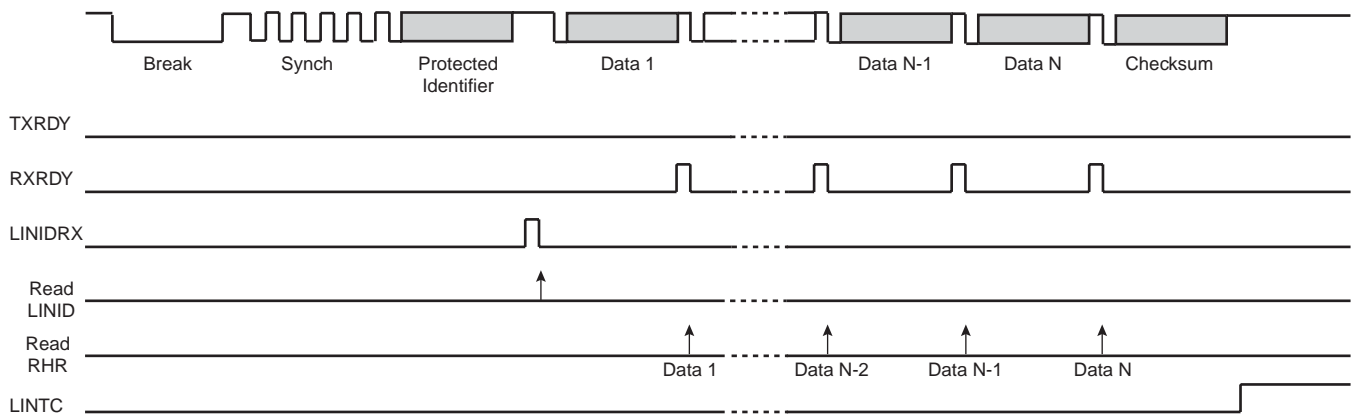 Break
Synch
Protected
Identifier
Data 1
Data N-1
Data N
Checksum
TXRDY
RXRDY
LINIDRX
Read
LINID
Read
RHR
Data 1
Data N-2
Data N-1
Data N
LINTC